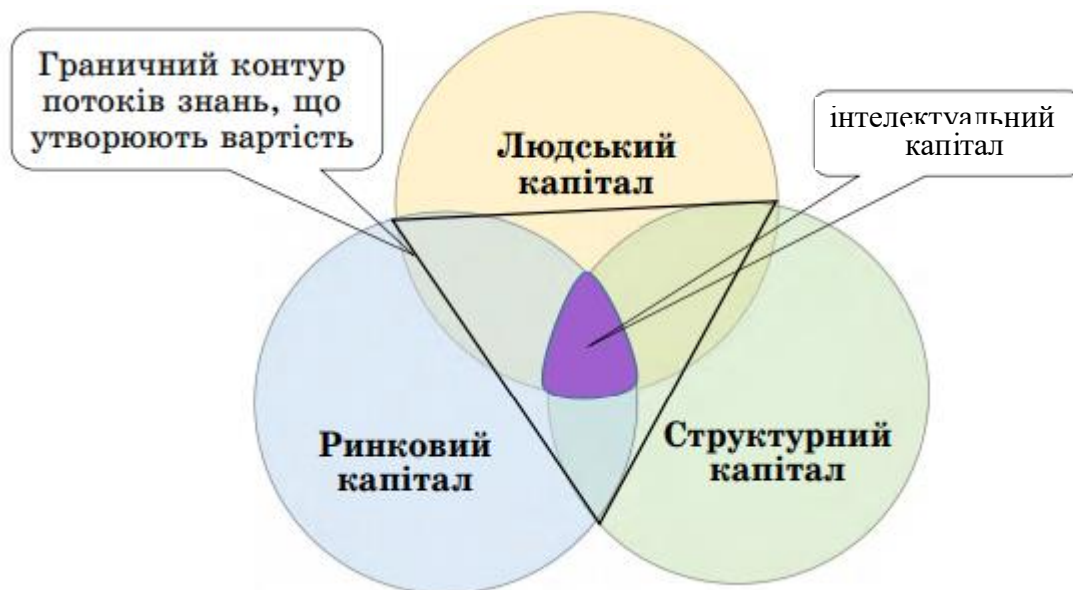 Граничний контур
потоків знань, що
утворюють вартість
Людський
капітал
інтелектуальний
капітал
Ринковий
капітал
Структурний
капітал